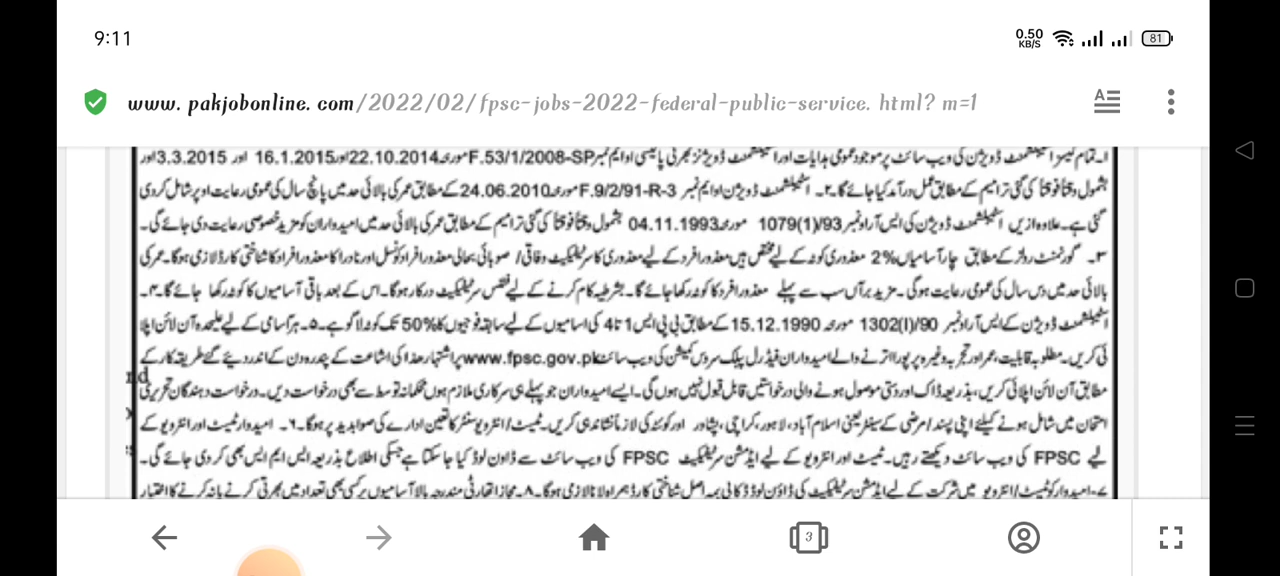 9:11
0.50 KB/S
81
www. pakjobonline. com/2022/02/fpsc-jobs-2022-federal-public-service. html? m=1
۱۔تمام کیسز اسٹیبلشمنٹ ڈویژن کی ویب سائٹ پر موجود عمومی ہدایات اور اسٹیبلشمنٹ ڈویژنز بھرتی پالیسی او ایم نمبر F.53/1/2008-SP مورخہ 22.10.2014 اور 16.1.2015 اور 3.3.2015 اور
بشمول وقتاً فوقتاً کی گئی ترامیم کے مطابق عمل درآمد کیا جائے گا۔۲۔ اسٹیبلشمنٹ ڈویژن او ایم نمبر F.9/2/91-R-3 مورخہ 24.06.2010 کے مطابق عمر کی بالائی حد میں پانچ سال کی عمومی رعایت اوپر شامل کر دی
گئی ہے۔علاوہ ازیں اسٹیبلشمنٹ ڈویژن کی ایس آر او نمبر 1079(1)/93 مورخہ 04.11.1993 بشمول وقتاً فوقتاً کی گئی ترامیم کے مطابق عمر کی بالائی حد میں امیدواران کو مزید خصوصی رعایت دی جائے گی۔
۳۔ گورنمنٹ رولز کے مطابق چار آسامیاں 2% معذوری کوٹہ کے لیے مختص ہیں معذور افرد کے لیے معذوری کا سرٹیفکیٹ وفاقی/ صوبائی بحالی معذور افراد کونسل اور نادرا کا معذور افراد کا شناختی کارڈ لازمی ہوگا۔عمر کی
بالائی حد میں دس سال کی عمومی رعایت ہوگی ۔مزید برآں سب سے پہلے معذور افراد کا کوٹہ رکھا جائے گا۔بشرطیہ کام کرنے کے لیے فٹنس سرٹیفکیٹ درکار ہوگا۔اس کے بعد باقی آسامیوں کا کوٹہ رکھا جائے گا۔۴۔
اسٹیبلشمنٹ ڈویژن کے ایس آر او نمبر 1302(I)/90 مورخہ 15.12.1990 کے مطابق بی پی ایس 1 تا 4 کی اسامیوں کے لیے سابقہ فوجیوں کا 50% تک کوٹہ لاگو ہے۔۵۔ہر آسامی کے لیے علیحدہ آن لائن اپلا
ئی کریں۔مطلوبہ قابلیت،عمر اور تجربہ وغیرہ پر پورا اترنے والے امیدواران فیڈرل پبلک سروس کمیشن کی ویب سائٹ www.fpsc.gov.pk پر اشتہار ھذا کی اشاعت کے پندرہ دن کے اندر دیئے گئے طریقہ کار کے
مطابق آن لائن اپلائی کریں،بذریعہ ڈاک اور دستی موصول ہونے والی درخواستیں قابل قبول نہیں ہوں گی۔ایسے امیدواران جو پہلے ہی سرکاری ملازم ہوں محکمانہ توسط سے بھی درخواست دیں۔درخواست دہندگان تحریری
امتحان میں شامل ہونے کیلئے اپنی پسند/مرضی کے سینٹر یعنی اسلام آباد،لاہور،کراچی،پشاور اور کوئٹہ کی لازما نشاندہی کریں۔ٹیسٹ/انٹرویو سنٹر کا تعین ادارے کی صوابدید پر ہوگا۔۶۔ امیدوار ٹیسٹ اور انٹرویو کے
لیے FPSC کی ویب سائٹ دیکھتے رہیں۔ٹیسٹ اور انٹرویو کے لیے ایڈمشن سرٹیفکیٹ FPSC کی ویب سائٹ سے ڈاون لوڈ کیا جا سکتا ہے جسکی اطلاع بذریعہ ایس ایم ایس بھی کر دی جائے گی۔
۷۔امیدوار کو ٹیسٹ/انٹرویو میں شرکت کے لیے ایڈمشن سرٹیفکیٹ کی ڈاؤن لوڈڈ کاپی بمہ اصل شناختی کارڈ ہمراہ لانا لازمی ہوگا۔۸۔مجاز اتھارٹی مندرجہ بالا آسامیوں پر کسی بھی تعداد میں بھرتی کرنے یا نہ کرنے کا اختیار
nd
3